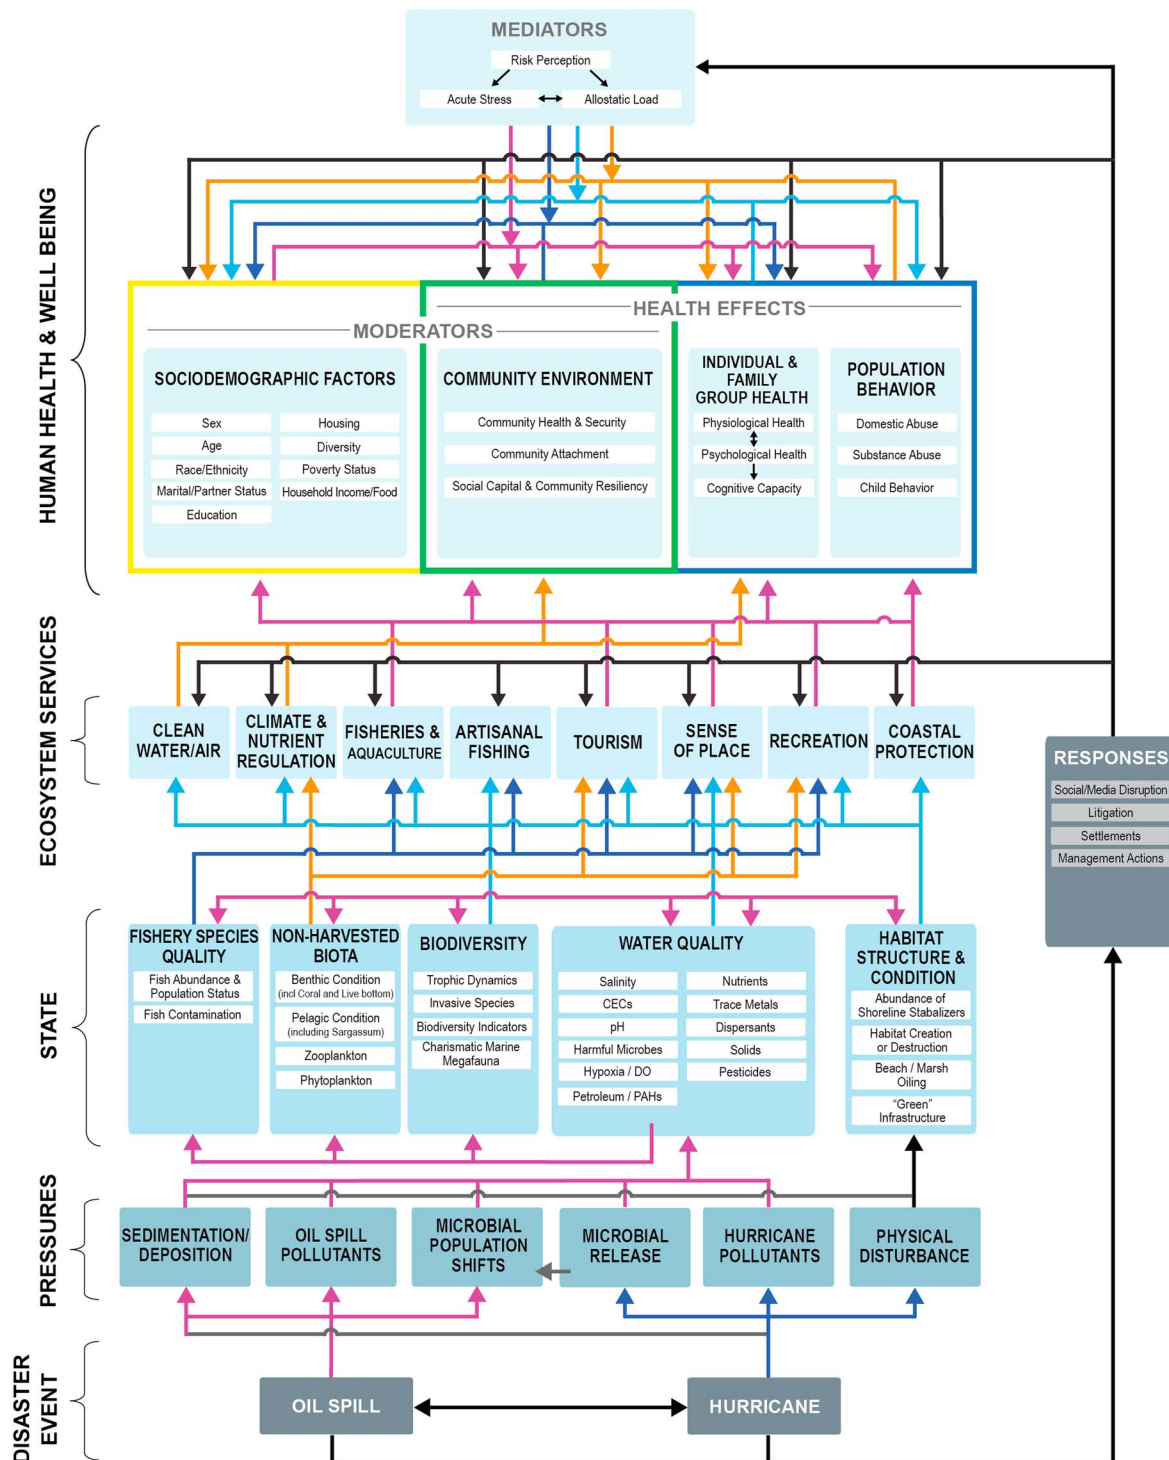 MEDIATORS
Risk Perception
Acute Stress
Allostatic Load
HUMAN HEALTH & WELL BEING
HEALTH EFFECTS
MODERATORS
SOCIODEMOGRAPHIC FACTORS
Sex
Age
Race/Ethnicity
Marital/Partner Status
Education
Housing
Diversity
Poverty Status
Household Income/Food
COMMUNITY ENVIRONMENT
Community Health & Security
Community Attachment
Social Capital & Community Resiliency
INDIVIDUAL &
FAMILY
GROUP HEALTH
Physiological Health
Psychological Health
Cognitive Capacity
POPULATION
BEHAVIOR
Domestic Abuse
Substance Abuse
Child Behavior
ECOSYSTEM SERVICES
CLEAN
WATER/AIR
CLIMATE &
NUTRIENT
REGULATION
FISHERIES &
AQUACULTURE
ARTISANAL
FISHING
TOURISM
SENSE
OF PLACE
RECREATION
COASTAL
PROTECTION
RESPONSES
Social/Media Disruption
Litigation
Settlements
Management Actions
STATE
FISHERY SPECIES
QUALITY
Fish Abundance &
Population Status
Fish Contamination
NON-HARVESTED
BIOTA
Benthic Condition
(incl Coral and Live bottom)
Pelagic Condition
(including Sargassum)
Zooplankton
Phytoplankton
BIODIVERSITY
Trophic Dynamics
Invasive Species
Biodiversity Indicators
Charismatic Marine
Megafauna
WATER QUALITY
Salinity
CECs
pH
Harmful Microbes
Hypoxia / DO
Petroleum / PAHs
Nutrients
Trace Metals
Dispersants
Solids
Pesticides
HABITAT
STRUCTURE &
CONDITION
Abundance of
Shoreline Stabalizers
Habitat Creation
or Destruction
Beach / Marsh
Oiling
"Green"
Infrastructure
PRESSURES
SEDIMENTATION/
DEPOSITION
OIL SPILL
POLLUTANTS
MICROBIAL
POPULATION
SHIFTS
MICROBIAL
RELEASE
HURRICANE
POLLUTANTS
PHYSICAL
DISTURBANCE
DISASTER
EVENT
OIL SPILL
HURRICANE